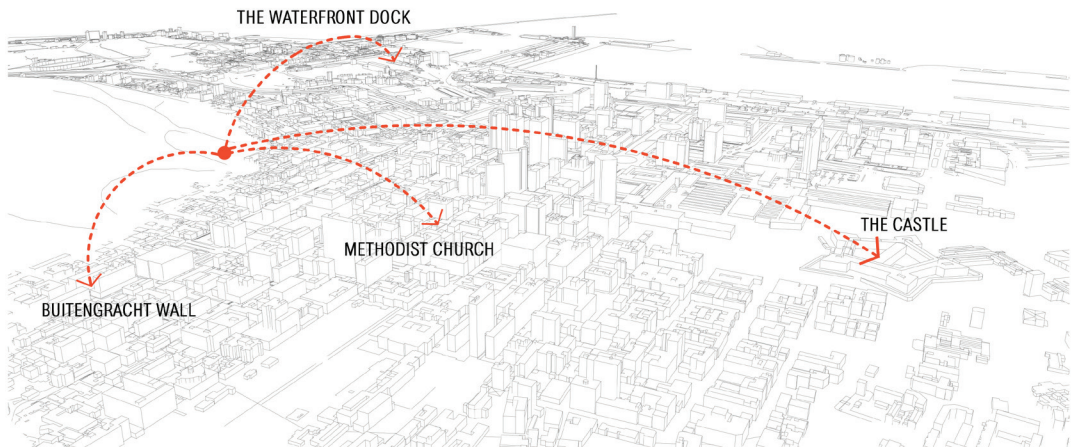 THE WATERFRONT DOCK
THE CASTLE
METHODIST CHURCH
BUITENGRACHT WALL